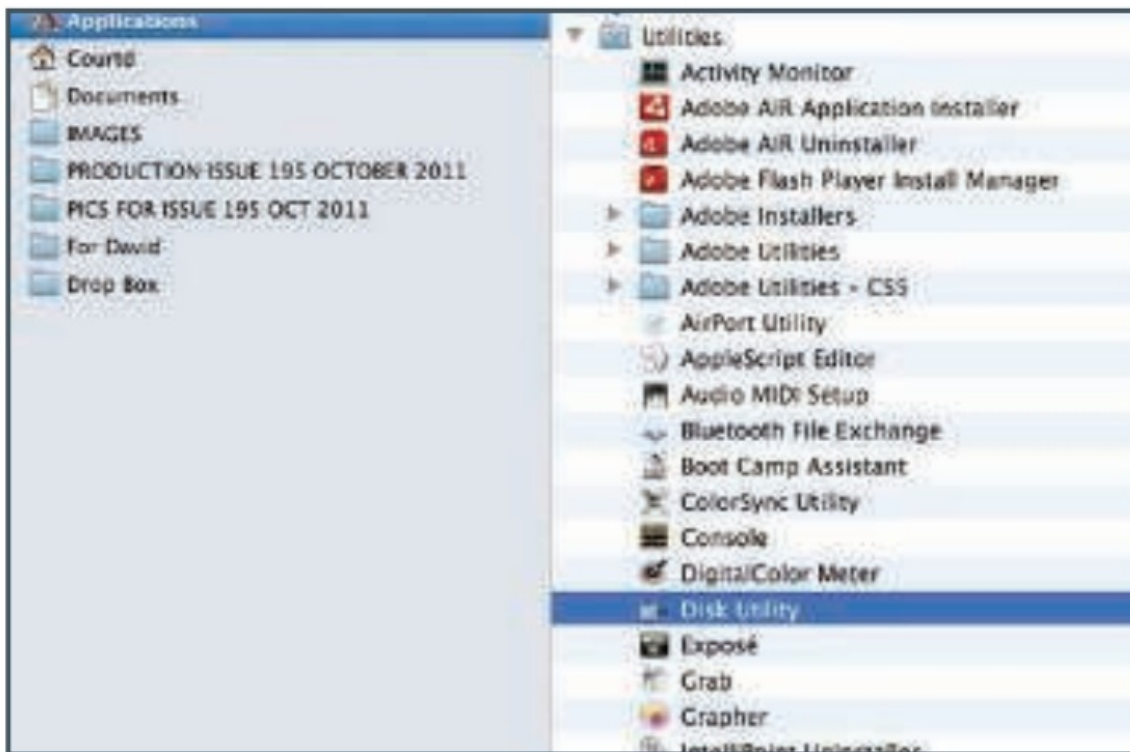 Applications
Courtd
Documents
IMAGES
PRODUCTION ISSUE 195 OCTOBER 2011
PICS FOR ISSUE 195 OCT 2011
For David
Drop Box
Utilities
Activity Monitor
Adobe AIR Application Installer
Adobe AIR Uninstaller
Adobe Flash Player Install Manager
Adobe Installers
Adobe Utilities
Adobe Utilities - CS5
AirPort Utility
AppleScript Editor
Audio MIDI Setup
Bluetooth File Exchange
Boot Camp Assistant
ColorSync Utility
Console
DigitalColor Meter
Disk Utility
Exposé
Grab
Grapher
IntelliPoint Uninstaller